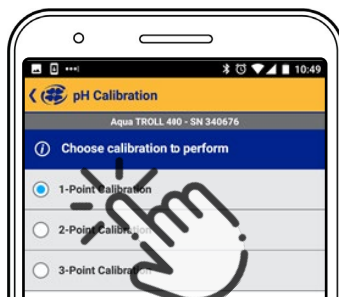 10:49
pH Calibration
Aqua TROLL 400 - SN 340676
Choose calibration to perform
1-Point Calibration
2-Point Calibration
3-Point Calibration